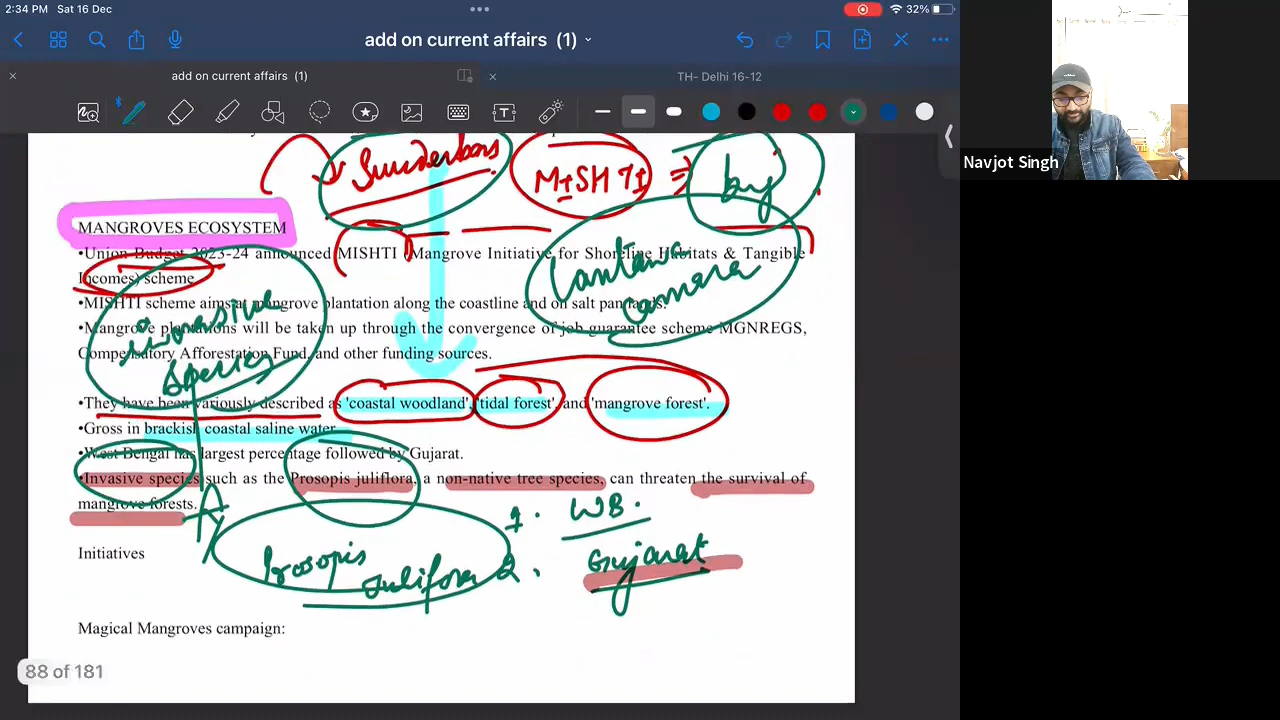 2:34 PM Sat 16 Dec
32%
add on current affairs (1)
add on current affairs (1)
TH- Delhi 16-12
Navjot Singh
Sunderbans MISHTI by
MANGROVES ECOSYSTEM
•Union Budget 2023-24 announced MISHTI (Mangrove Initiative for Shoreline Habitats & Tangible
Incomes) scheme
Lantana
camera
•MISHTI scheme aims at mangrove plantation along the coastline and on salt pan lands.
invasive
species
•Mangrove plantations will be taken up through the convergence of job guarantee scheme MGNREGS,
Compensatory Afforestation Fund, and other funding sources.
•They have been variously described as 'coastal woodland', 'tidal forest', and 'mangrove forest'.
•Gross in brackish coastal saline water.
•West Bengal has largest percentage followed by Gujarat.
•Invasive species such as the Prosopis juliflora, a non-native tree species, can threaten the survival of
mangrove forests.
1. WB.
Initiatives
Prosopis
Juliflora
2. Gujarat
Magical Mangroves campaign:
88 of 181